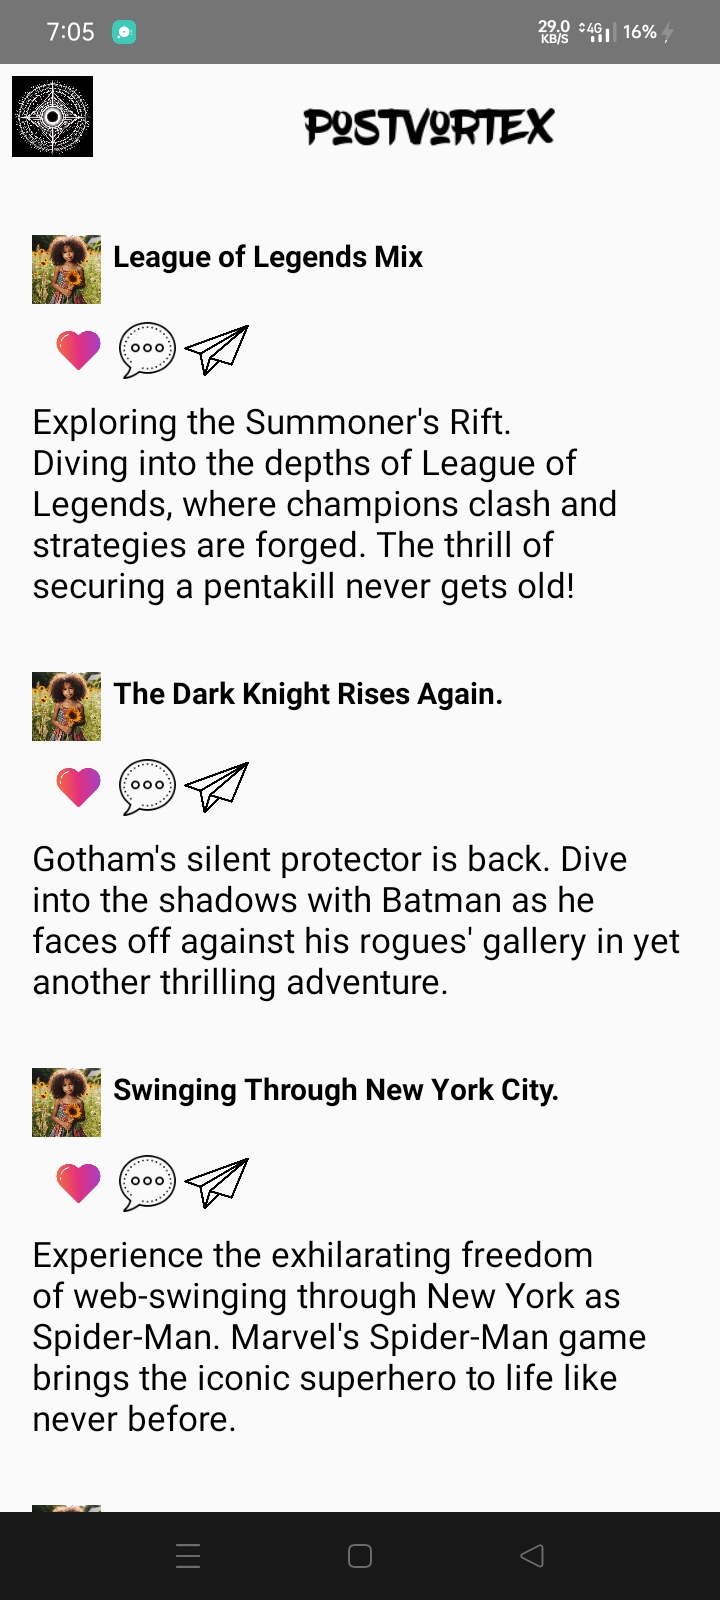 7:05
29.0
KB/S
4G
16%
POSTVORTEX
League of Legends Mix
Exploring the Summoner's Rift.
Diving into the depths of League of
Legends, where champions clash and
strategies are forged. The thrill of
securing a pentakill never gets old!
The Dark Knight Rises Again.
Gotham's silent protector is back. Dive
into the shadows with Batman as he
faces off against his rogues' gallery in yet
another thrilling adventure.
Swinging Through New York City.
Experience the exhilarating freedom
of web-swinging through New York as
Spider-Man. Marvel's Spider-Man game
brings the iconic superhero to life like
never before.